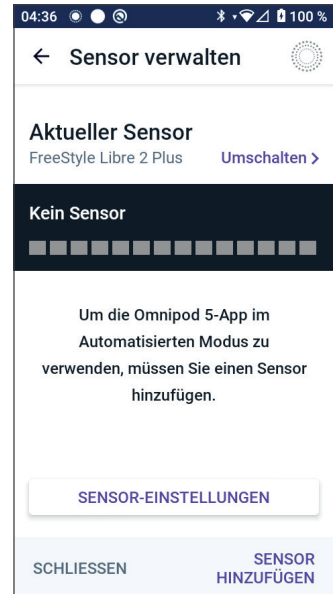 04:36 100 %
Sensor verwalten
Aktueller Sensor
FreeStyle Libre 2 Plus Umschalten
Kein Sensor
Um die Omnipod 5-App im
Automatisierten Modus zu
verwenden, müssen Sie einen Sensor
hinzufügen.
SENSOR-EINSTELLUNGEN
SCHLIESSEN
SENSOR
HINZUFÜGEN